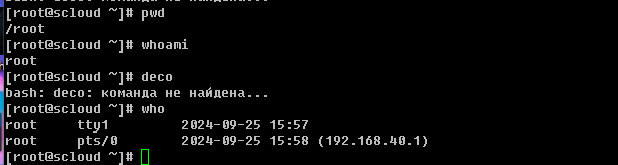 [root@scloud ~]# pwd
/root
[root@scloud ~]# whoami
root
[root@scloud ~]# deco
bash: deco: команда не найдена...
[root@scloud ~]# who
root     tty1         2024-09-25 15:57
root     pts/0        2024-09-25 15:58 (192.168.40.1)
[root@scloud ~]#